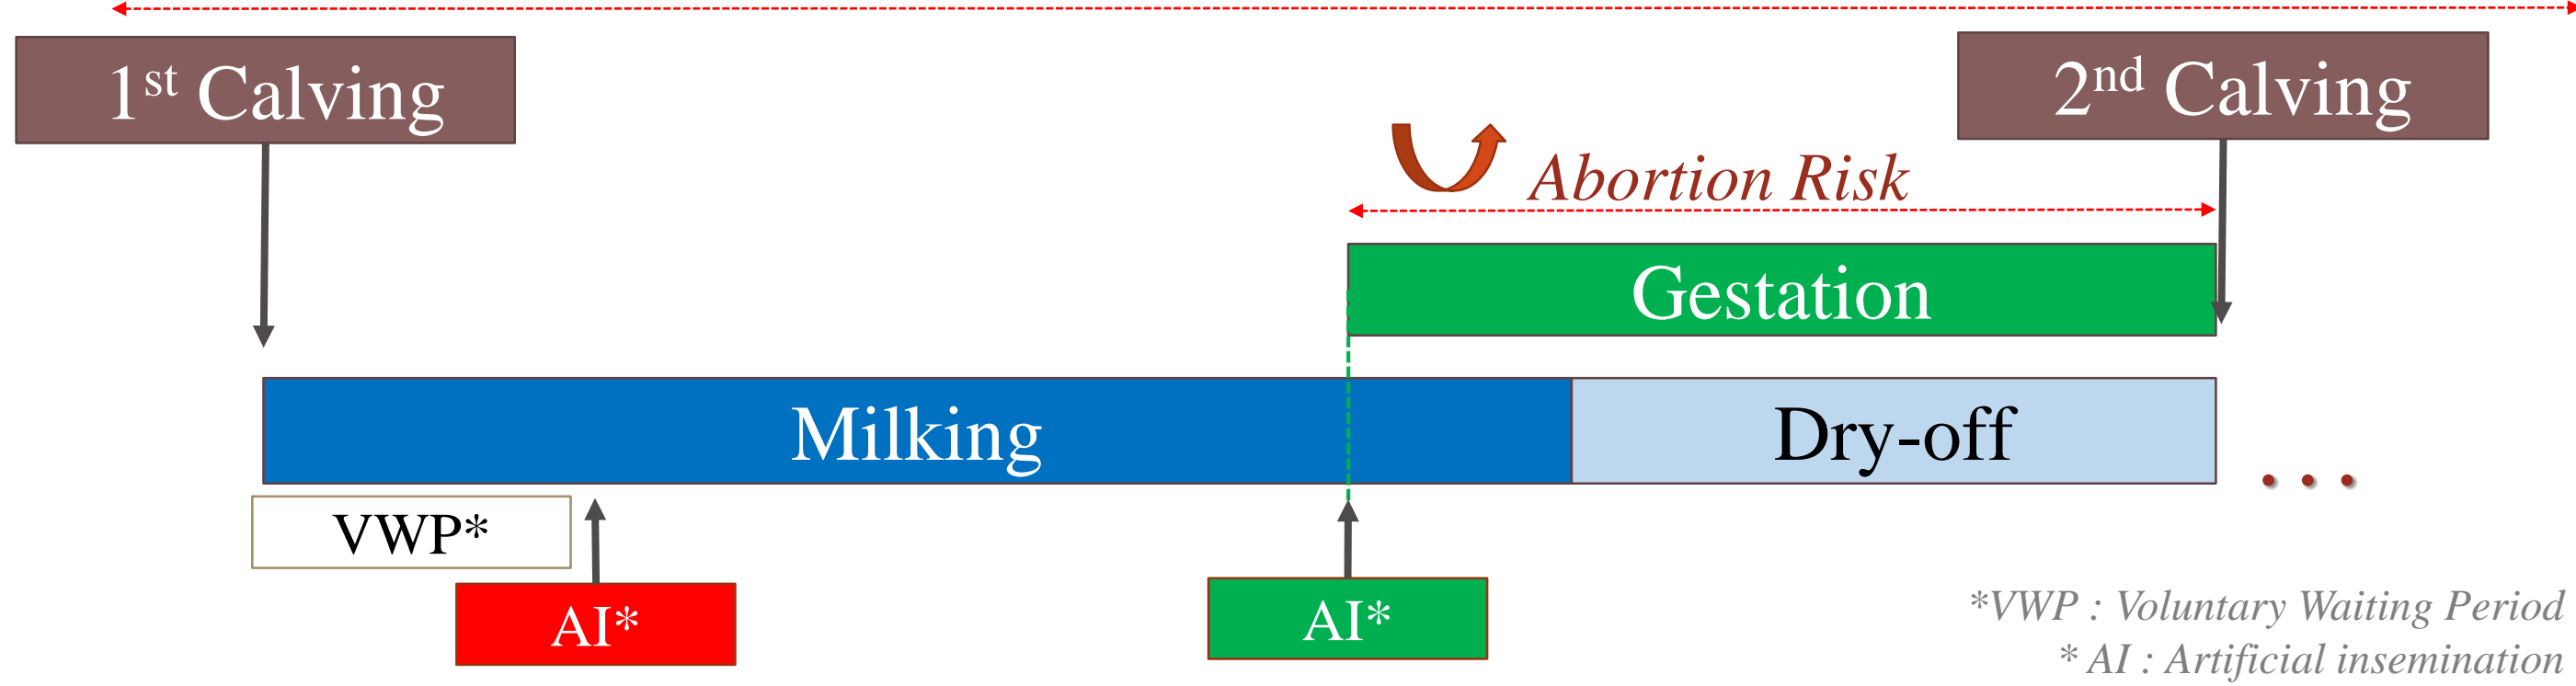 1st Calving
2nd Calving
Abortion Risk
Gestation
Milking
Dry-off
...
VWP*
AI*
AI*
*VWP : Voluntary Waiting Period
* AI : Artificial insemination